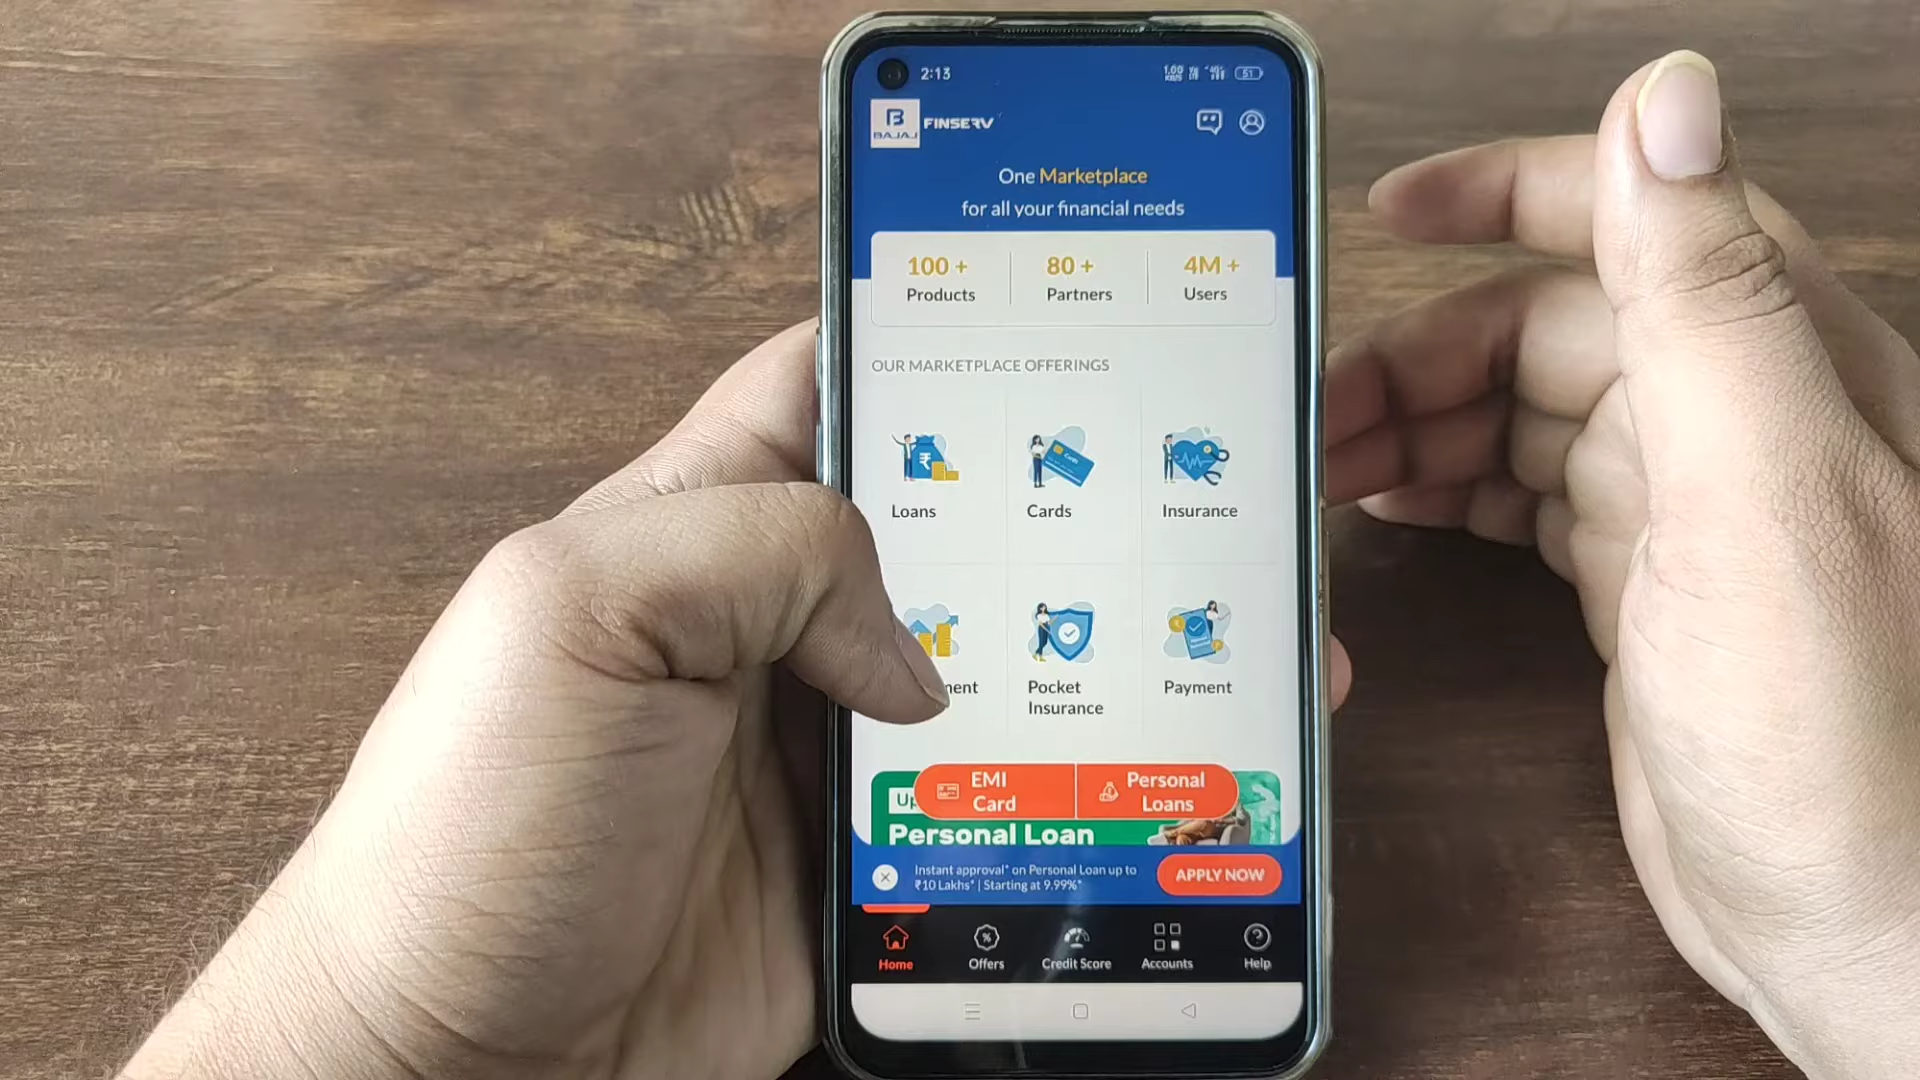 2:13
51
BAJAJ FINSERV
One Marketplace
for all your financial needs
100 + 80 + 4M +
Products Partners Users
OUR MARKETPLACE OFFERINGS
Loans Cards Insurance
Pocket Payment
Insurance
EMI Personal
Card Loans
Personal Loan
Instant approval* on Personal Loan up to
₹10 Lakhs* | Starting at 9.99%*
APPLY NOW
Home Offers Credit Score Accounts Help